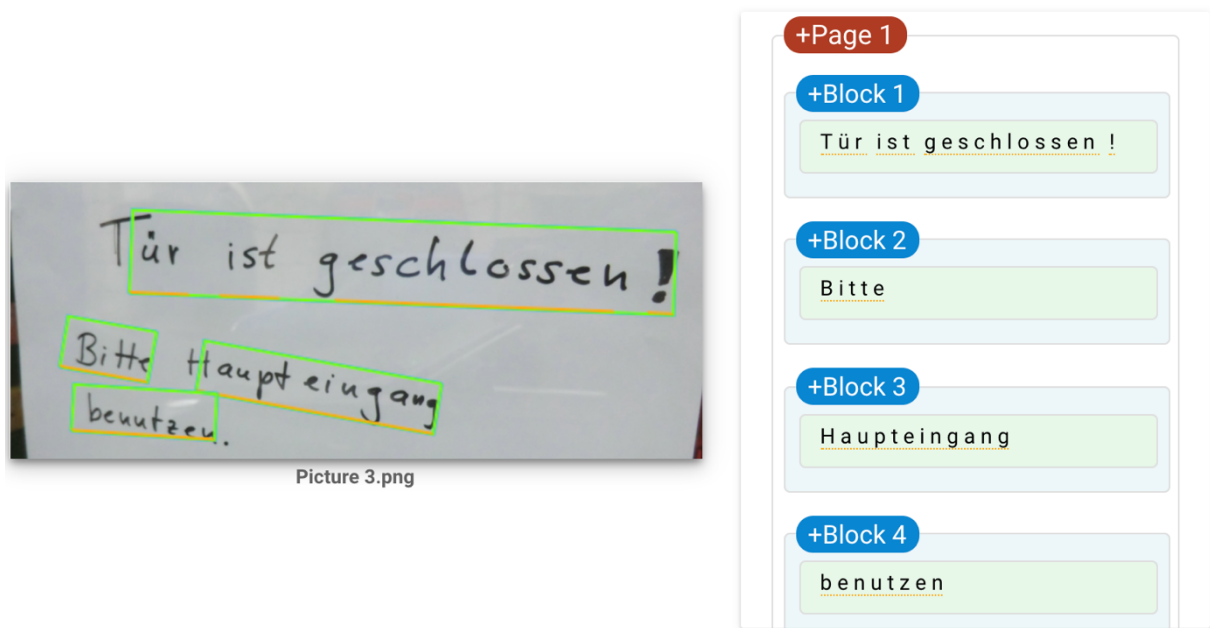 Tür ist geschlossen!
Bitte Haupteingang
benutzen.
Picture 3.png
+Page 1
+Block 1
Tür ist geschlossen !
+Block 2
Bitte
+Block 3
Haupteingang
+Block 4
benutzen